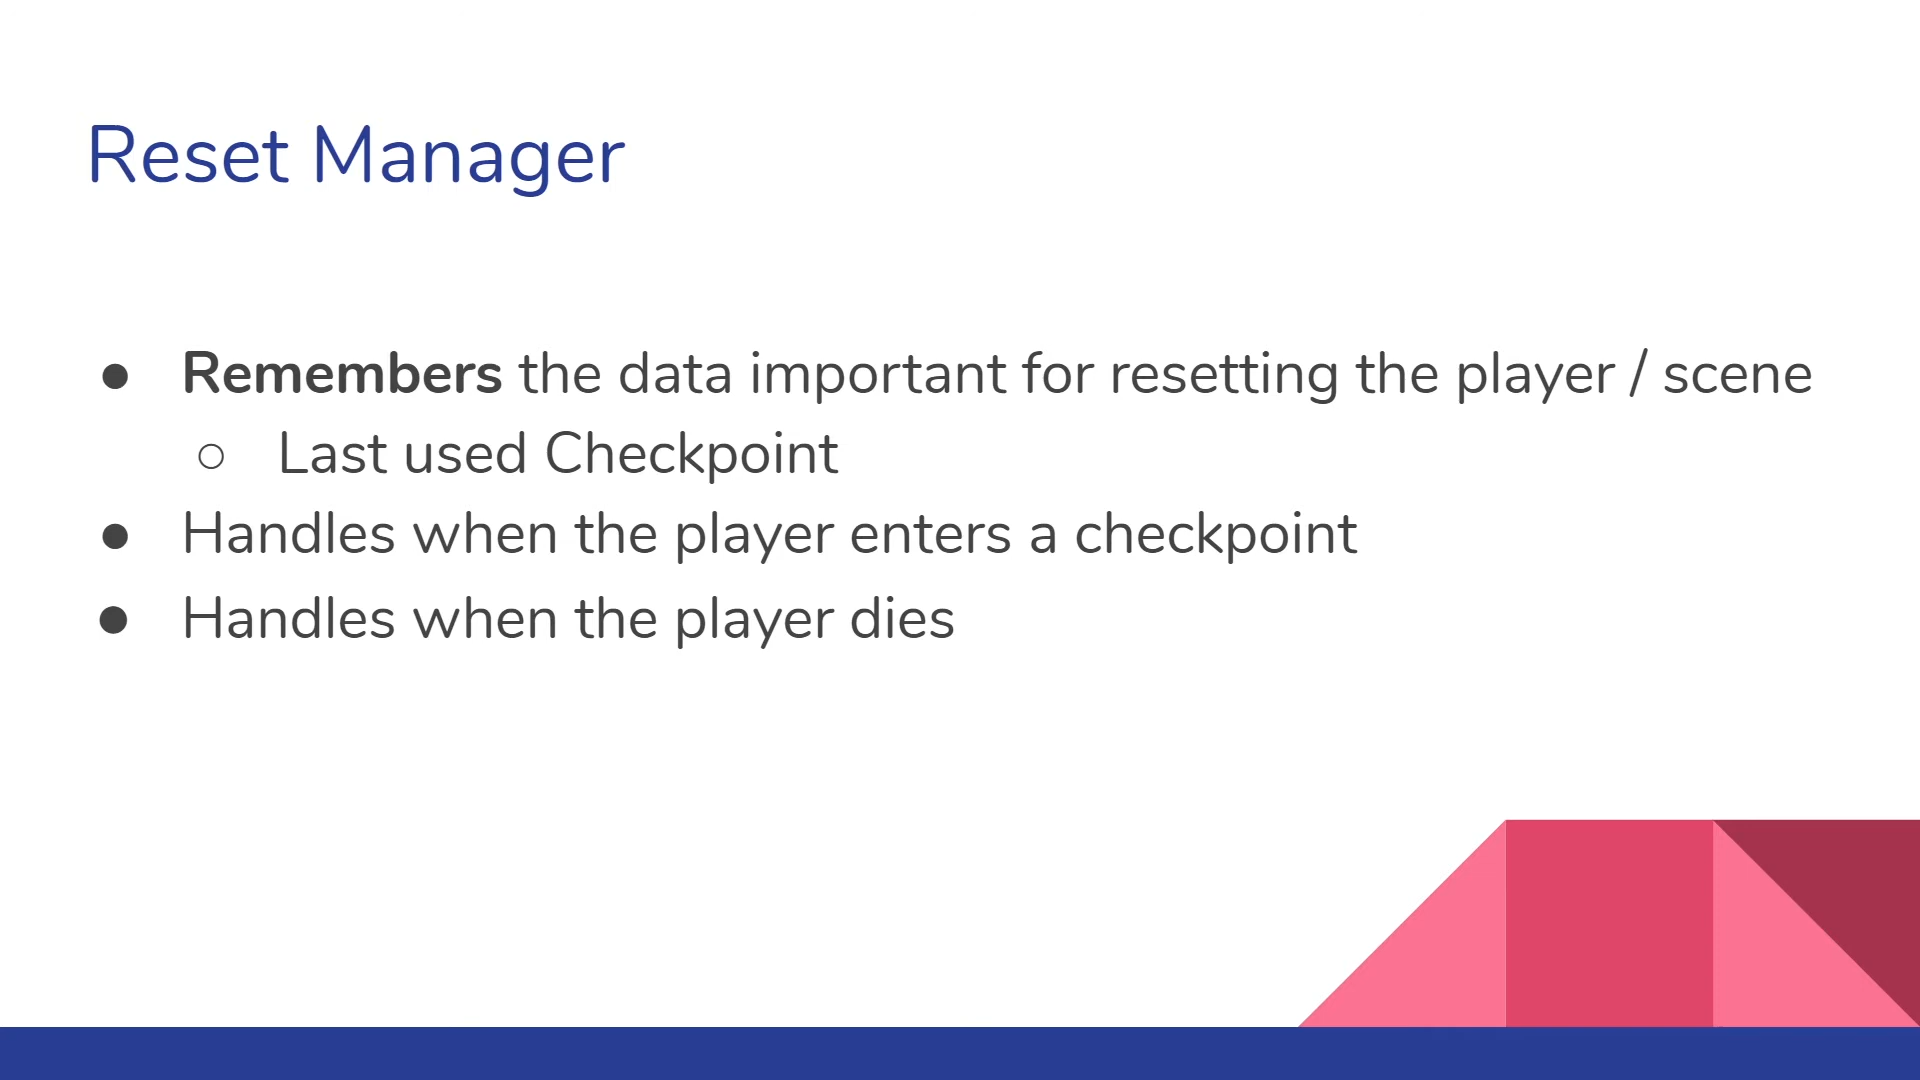 Reset Manager
● Remembers the data important for resetting the player / scene
○ Last used Checkpoint
● Handles when the player enters a checkpoint
● Handles when the player dies